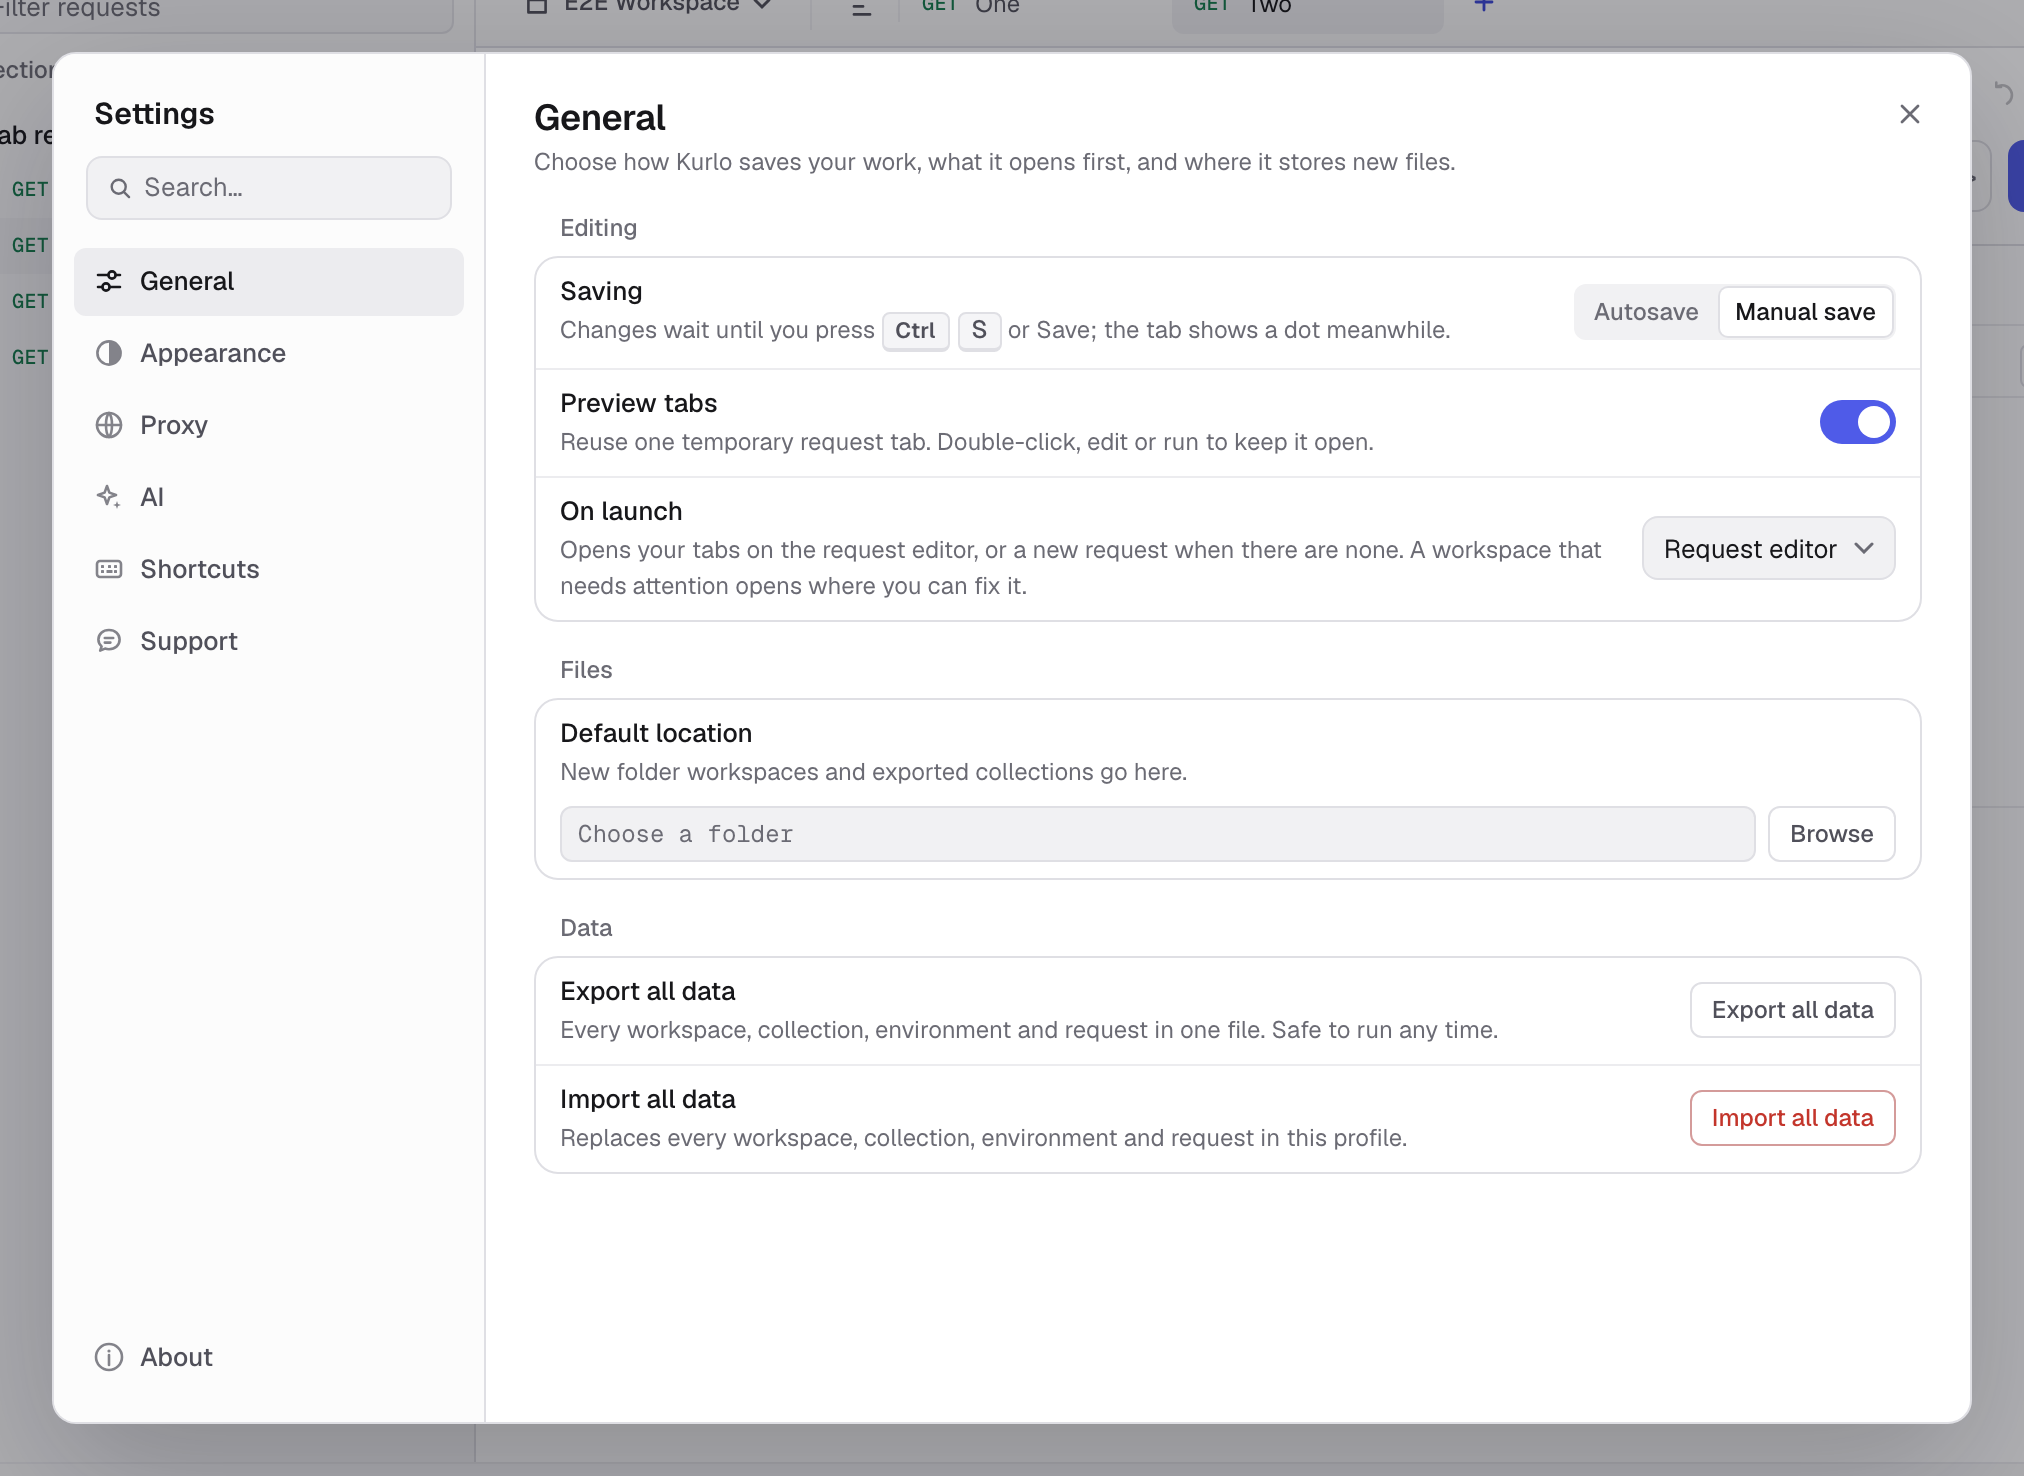 E2E Workspace
GET One
GET Two
Filter requests
GET
GET
GET
GET
Settings
Search...
General
Appearance
Proxy
AI
Shortcuts
Support
About
General
Choose how Kurlo saves your work, what it opens first, and where it stores new files.
Editing
Saving
Changes wait until you press Ctrl S or Save; the tab shows a dot meanwhile.
Autosave
Manual save
Preview tabs
Reuse one temporary request tab. Double-click, edit or run to keep it open.
On launch
Opens your tabs on the request editor, or a new request when there are none. A workspace that
needs attention opens where you can fix it.
Request editor
Files
Default location
New folder workspaces and exported collections go here.
Choose a folder
Browse
Data
Export all data
Every workspace, collection, environment and request in one file. Safe to run any time.
Export all data
Import all data
Replaces every workspace, collection, environment and request in this profile.
Import all data